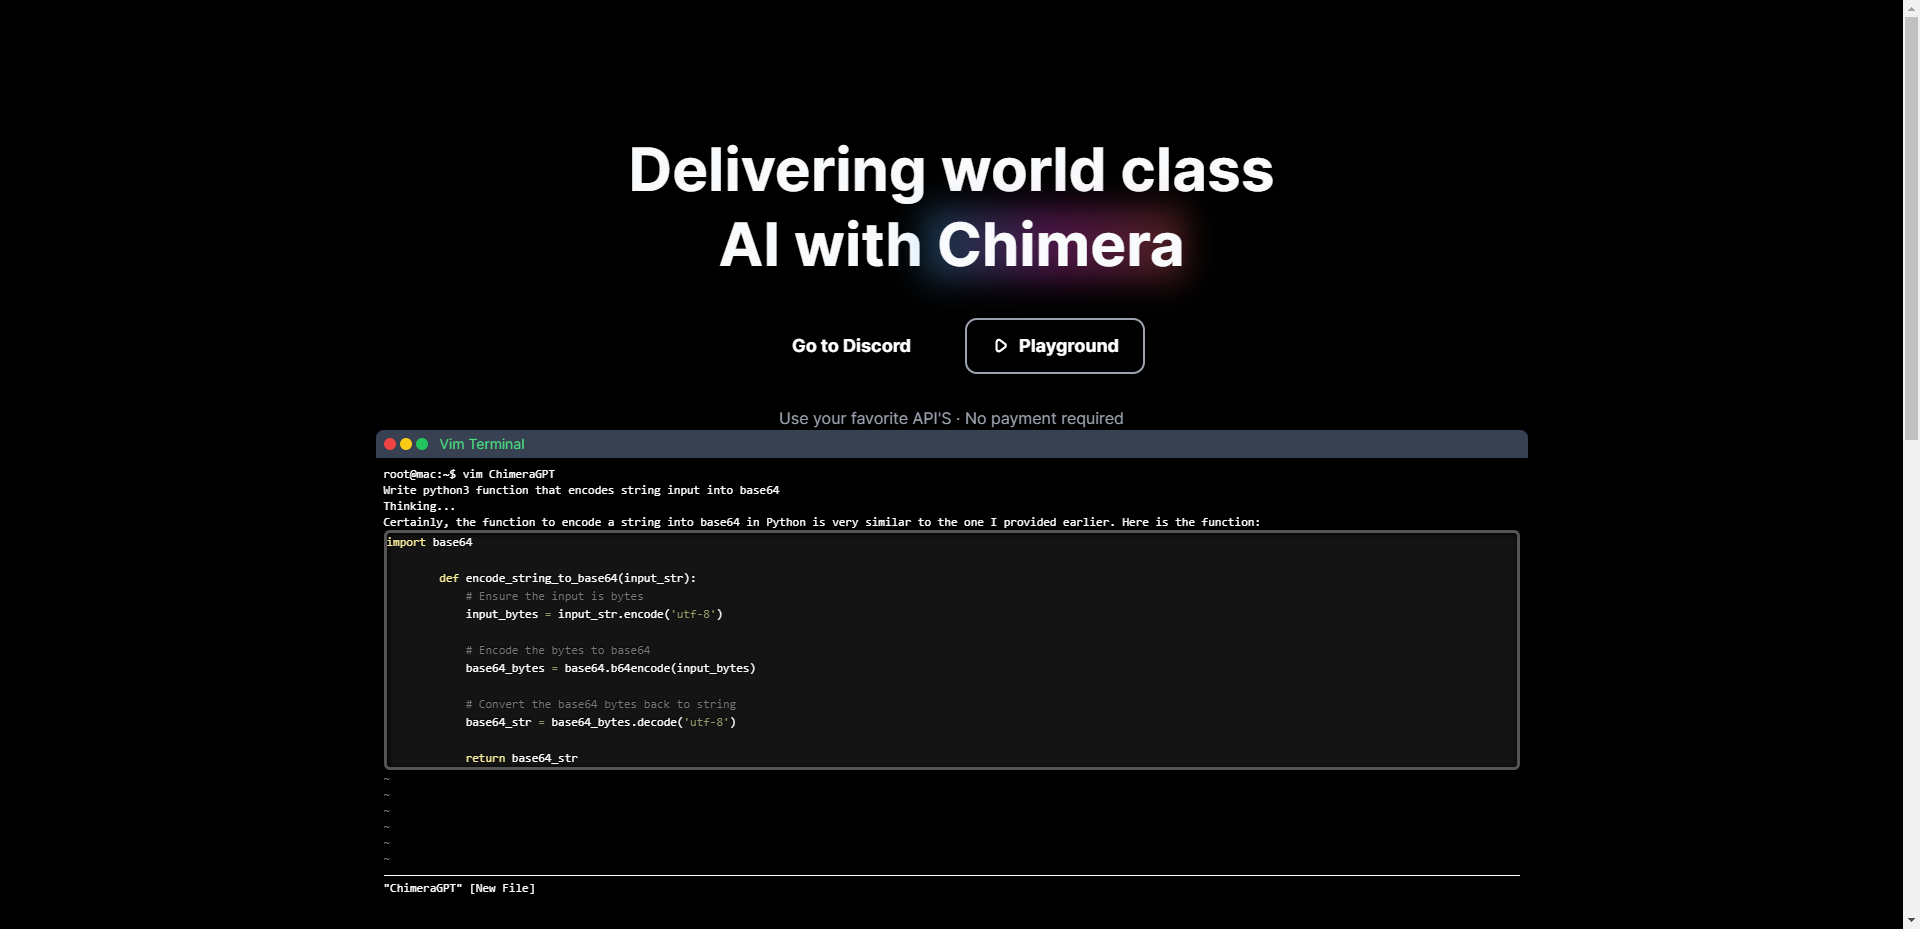 Delivering world class
AI with Chimera
Go to Discord
Playground
Use your favorite API'S · No payment required
Vim Terminal
root@mac:~$ vim ChimeraGPT
Write python3 function that encodes string input into base64
Thinking...
Certainly, the function to encode a string into base64 in Python is very similar to the one I provided earlier. Here is the function:
import base64
def encode_string_to_base64(input_str):
# Ensure the input is bytes
input_bytes = input_str.encode('utf-8')
# Encode the bytes to base64
base64_bytes = base64.b64encode(input_bytes)
# Convert the base64 bytes back to string
base64_str = base64_bytes.decode('utf-8')
return base64_str
~
~
~
~
~
~
"ChimeraGPT" [New File]